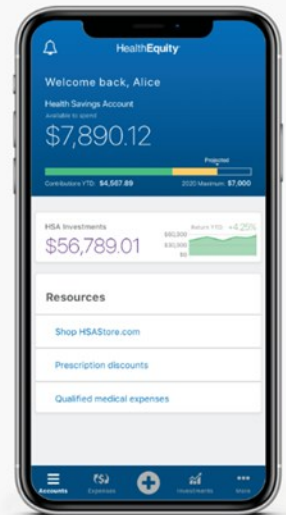 HealthEquity
Welcome back, Alice
Health Savings Account
Available to spend
$7,890.12
Projected
Contributions YTD: $4,567.89 2020 Maximum: $7,000
HSA Investments
Return YTD: +4.25%
$56,789.01
$60,000
$30,000
$0
Resources
Shop HSAStore.com
Prescription discounts
Qualified medical expenses
Accounts Expenses Investments More